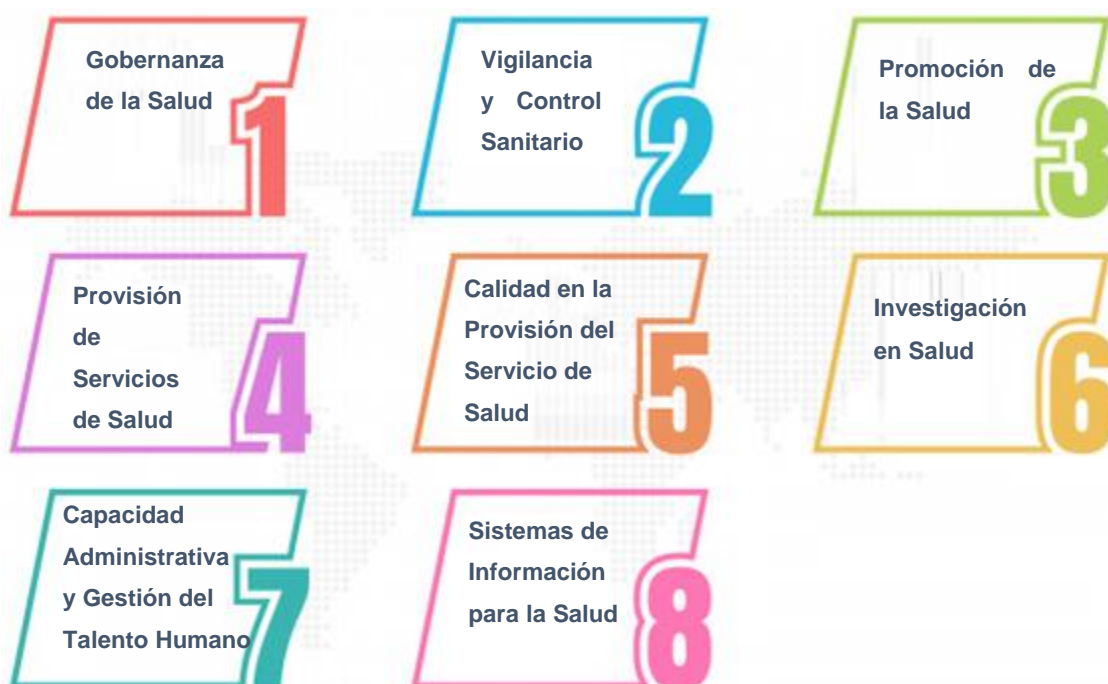 Gobernanza
de la Salud
1
Vigilancia
y Control
Sanitario
2
Promoción de
la Salud
3
Provisión
de
Servicios
de Salud
4
Calidad en la
Provisión del
Servicio de
Salud
5
Investigación
en Salud
6
Capacidad
Administrativa
y Gestión del
Talento Humano
7
Sistemas de
Información
para la Salud
8